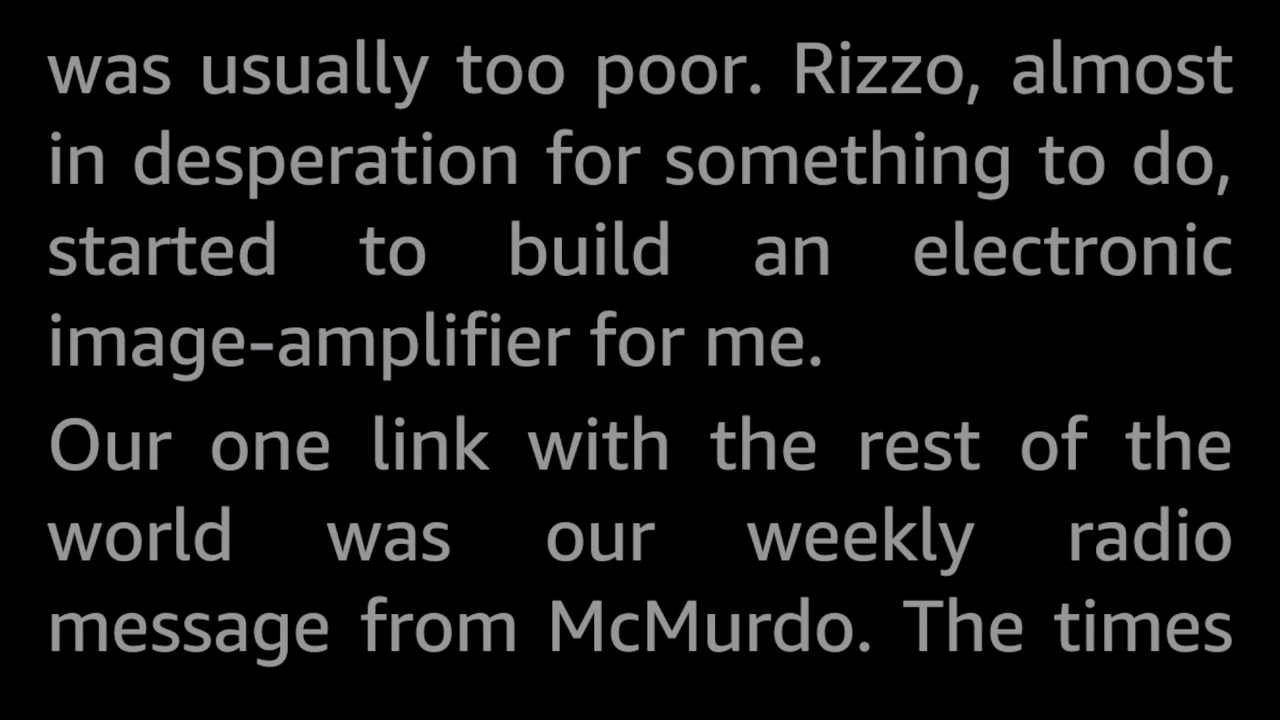 was usually too poor. Rizzo, almost
in desperation for something to do,
started to build an electronic
image-amplifier for me.
Our one link with the rest of the
world was our weekly radio
message from McMurdo. The times